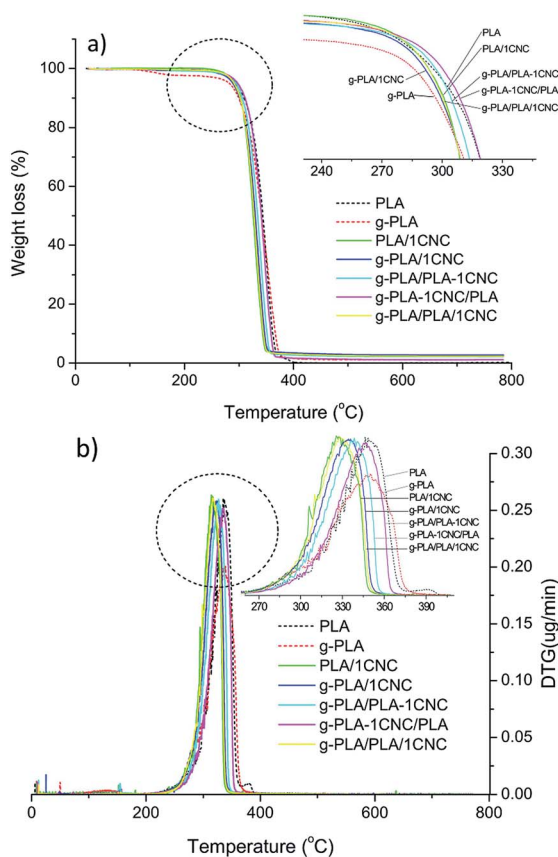 a)
Weight loss (%)
100
80
60
40
20
0
0
200
400
600
800
Temperature (°C)
PLA
PLA/1CNC
g-PLA/PLA-1CNC
g-PLA-1CNC/PLA
g-PLA/PLA/1CNC
g-PLA/1CNC
g-PLA
240
270
300
330
PLA
g-PLA
PLA/1CNC
g-PLA/1CNC
g-PLA/PLA-1CNC
g-PLA-1CNC/PLA
g-PLA/PLA/1CNC
b)
PLA
g-PLA
PLA/1CNC
g-PLA/1CNC
g-PLA/PLA-1CNC
g-PLA-1CNC/PLA
g-PLA/PLA/1CNC
260
270
300
330
360
390
PLA
g-PLA
PLA/1CNC
g-PLA/1CNC
g-PLA/PLA-1CNC
g-PLA-1CNC/PLA
g-PLA/PLA/1CNC
0.30
0.25
0.20
0.15
0.10
0.05
0.00
DTG(ug/min)
0
200
400
600
800
Temperature (°C)